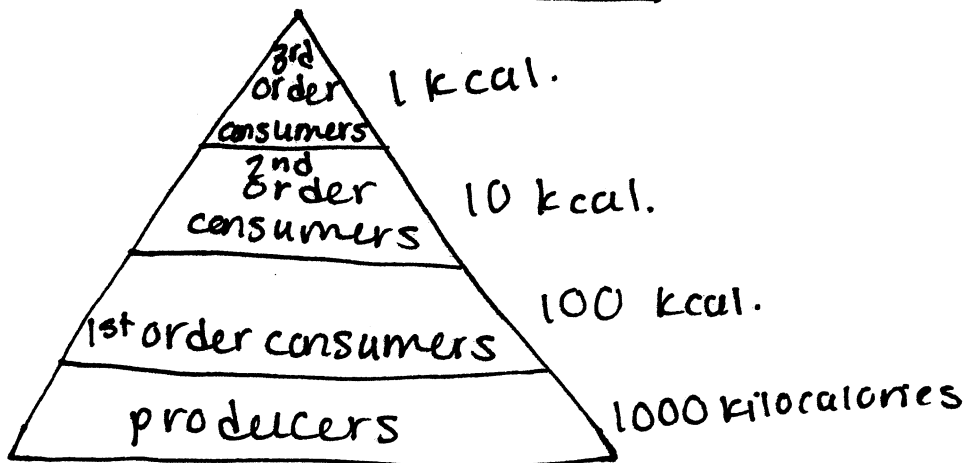 3rd
order
consumers
1 kcal.
2nd
order
consumers
10 kcal.
1st order consumers
100 kcal.
producers
1000 kilocalories